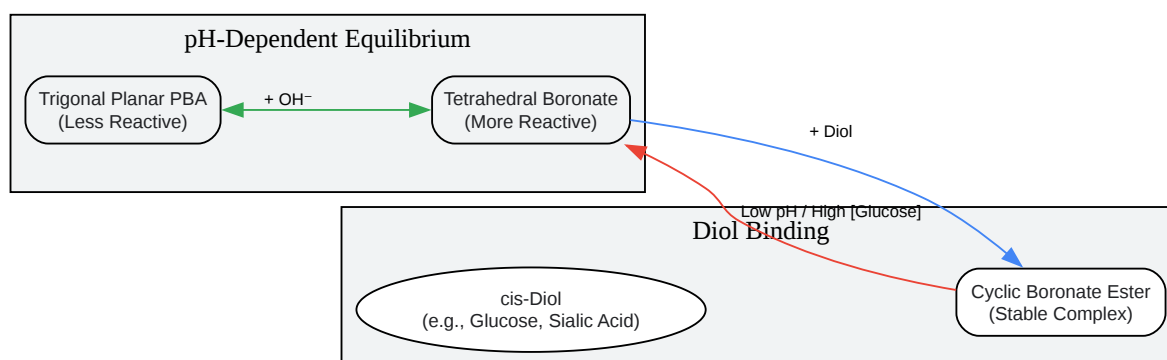 pH-Dependent Equilibrium
Trigonal Planar PBA
(Less Reactive)
+ OH⁻
Tetrahedral Boronate
(More Reactive)
+ Diol
Low pH / High [Glucose]
Diol Binding
cis-Diol
(e.g., Glucose, Sialic Acid)
Cyclic Boronate Ester
(Stable Complex)